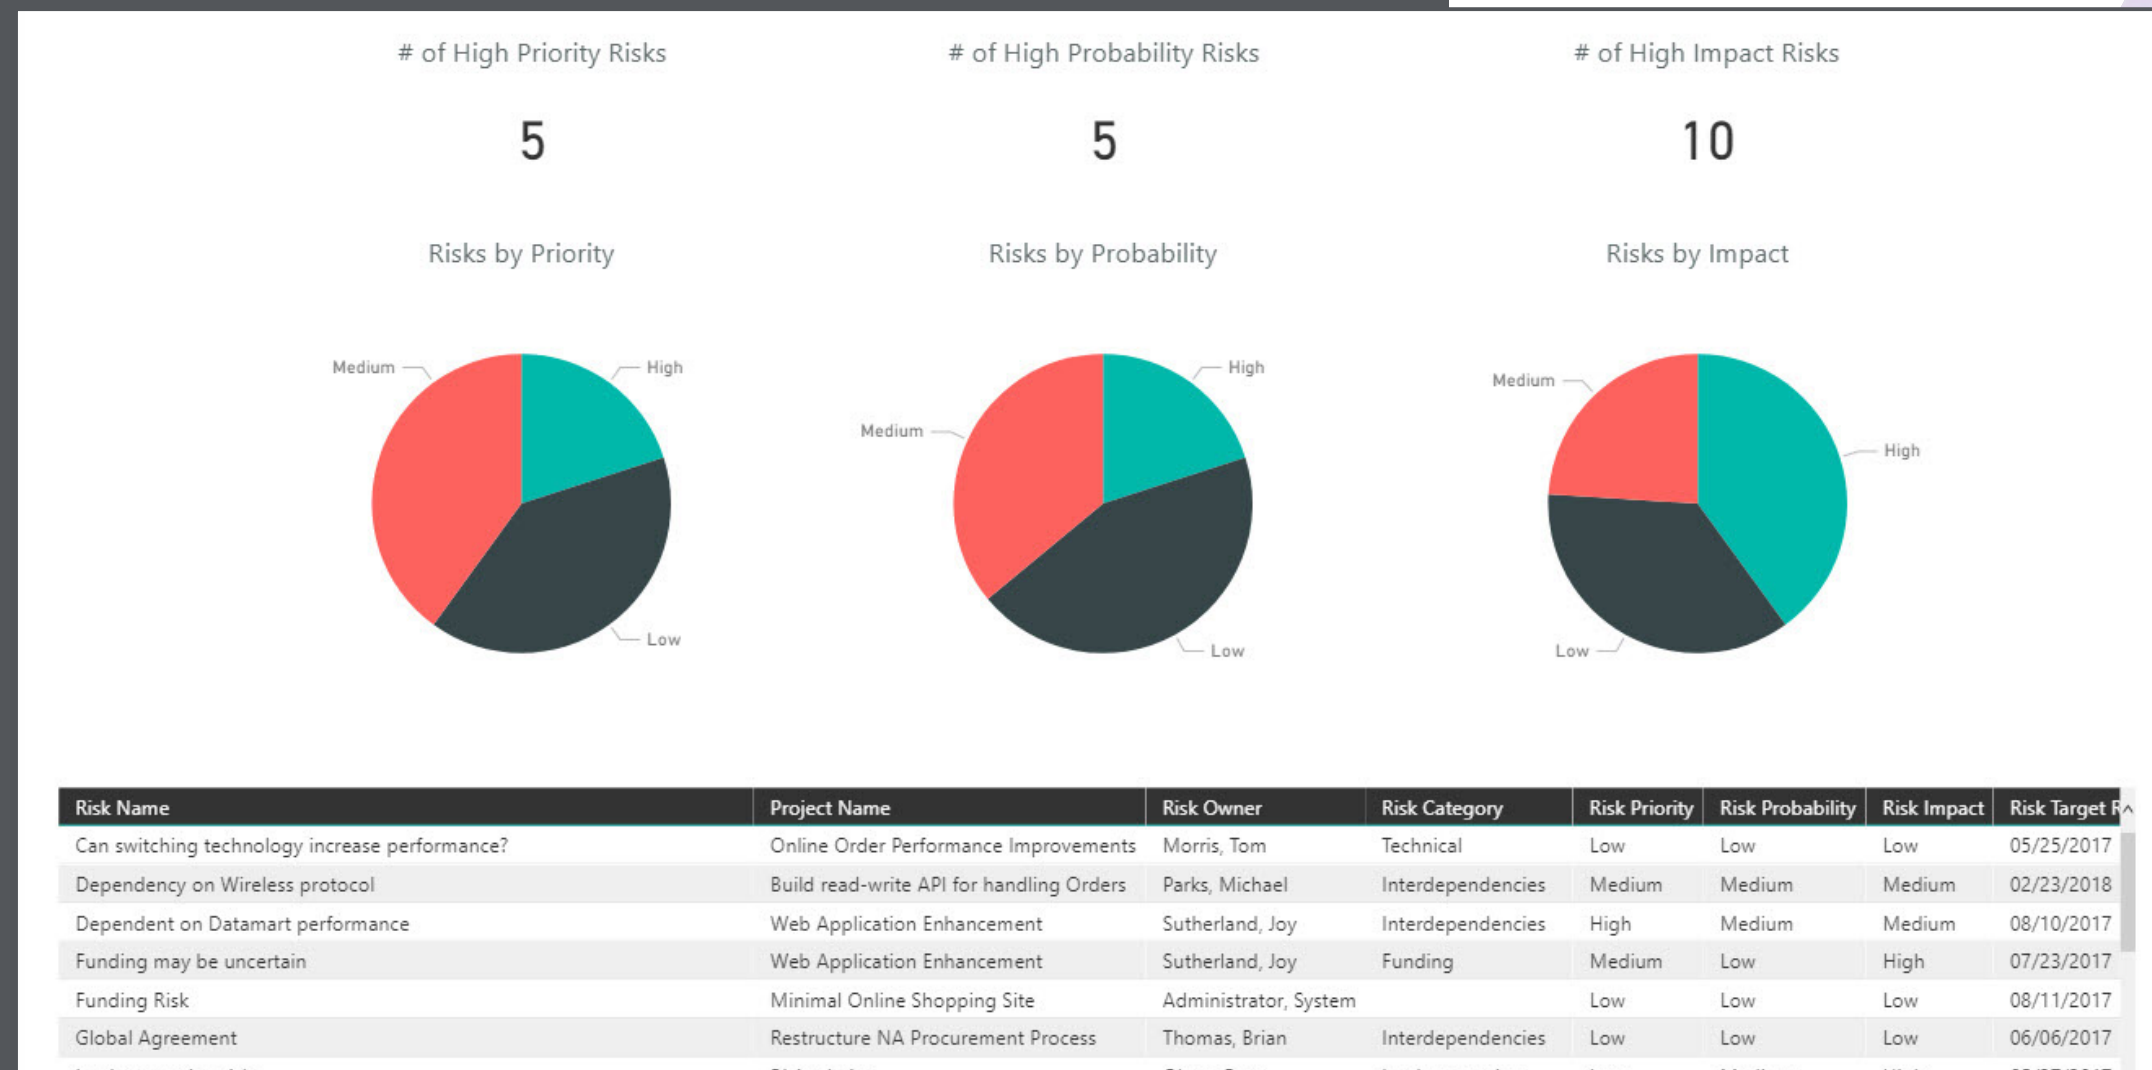 # of High Priority Risks # of High Probability Risks # of High Impact Risks
5 5 10
Risks by Priority Risks by Probability Risks by Impact
Medium High Low
Medium High Low
Medium High Low
Risk Name Project Name Risk Owner Risk Category Risk Priority Risk Probability Risk Impact Risk Target R
Can switching technology increase performance? Online Order Performance Improvements Morris, Tom Technical Low Low Low 05/25/2017
Dependency on Wireless protocol Build read-write API for handling Orders Parks, Michael Interdependencies Medium Medium Medium 02/23/2018
Dependent on Datamart performance Web Application Enhancement Sutherland, Joy Interdependencies High Medium Medium 08/10/2017
Funding may be uncertain Web Application Enhancement Sutherland, Joy Funding Medium Low High 07/23/2017
Funding Risk Minimal Online Shopping Site Administrator, System Low Low Low 08/11/2017
Global Agreement Restructure NA Procurement Process Thomas, Brian Interdependencies Low Low Low 06/06/2017